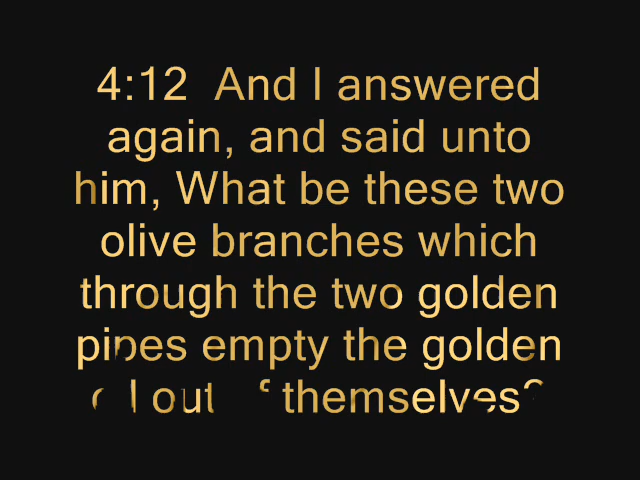 4:12 And I answered
again, and said unto
him, What be these two
olive branches which
through the two golden
pipes empty the golden
out themselves?